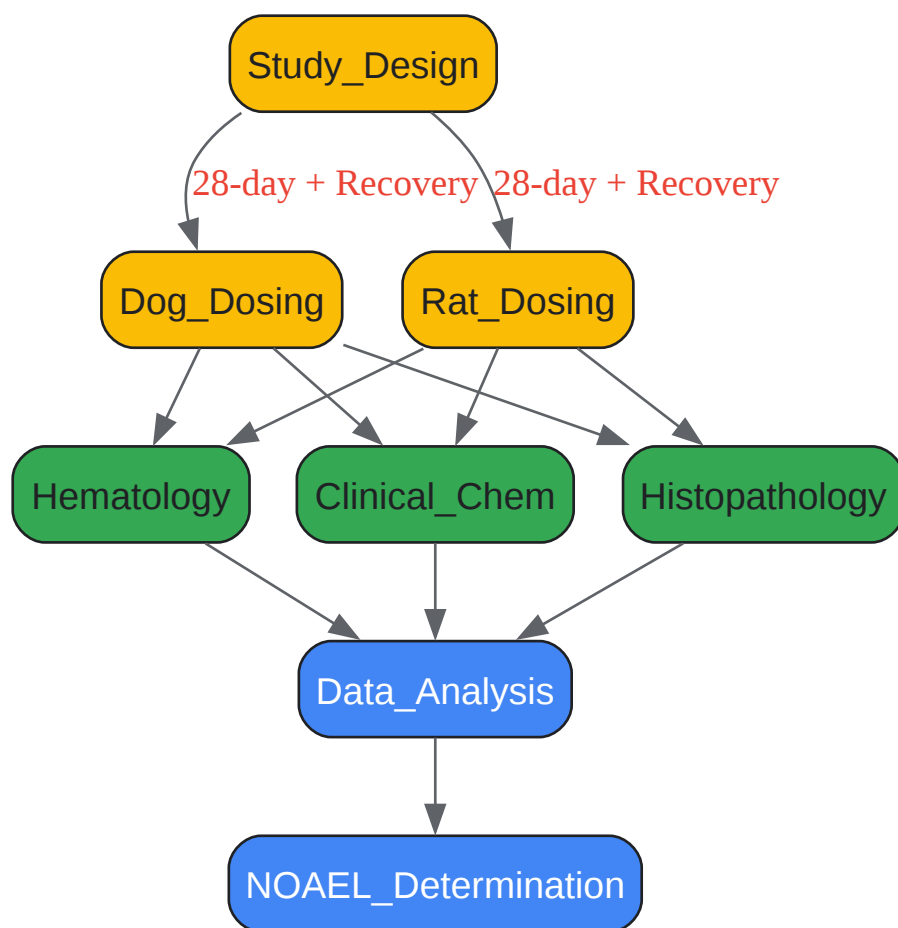 Study_Design
28-day + Recovery
28-day + Recovery
Dog_Dosing
Rat_Dosing
Hematology
Clinical_Chem
Histopathology
Data_Analysis
NOAEL_Determination